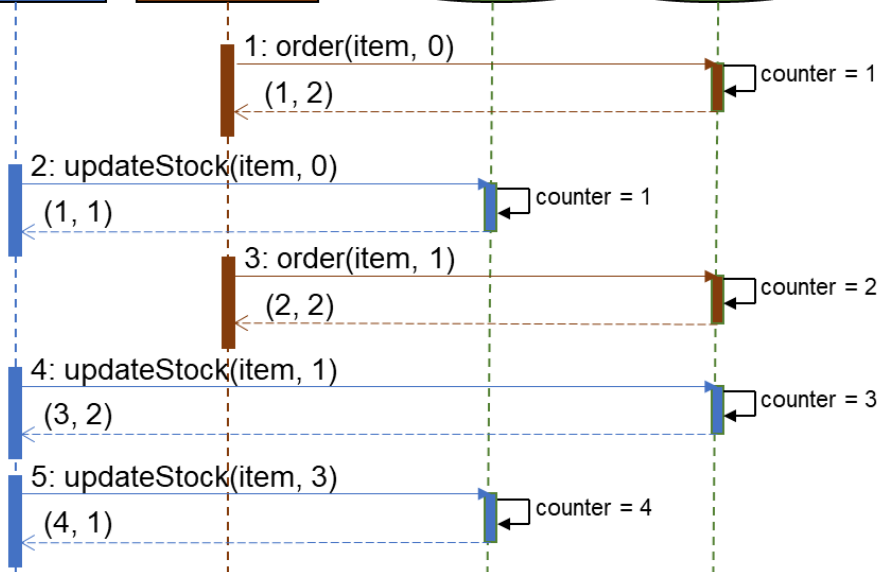 1: order(item, 0)
counter = 1
(1, 2)
2: updateStock(item, 0)
counter = 1
(1, 1)
3: order(item, 1)
counter = 2
(2, 2)
4: updateStock(item, 1)
counter = 3
(3, 2)
5: updateStock(item, 3)
counter = 4
(4, 1)